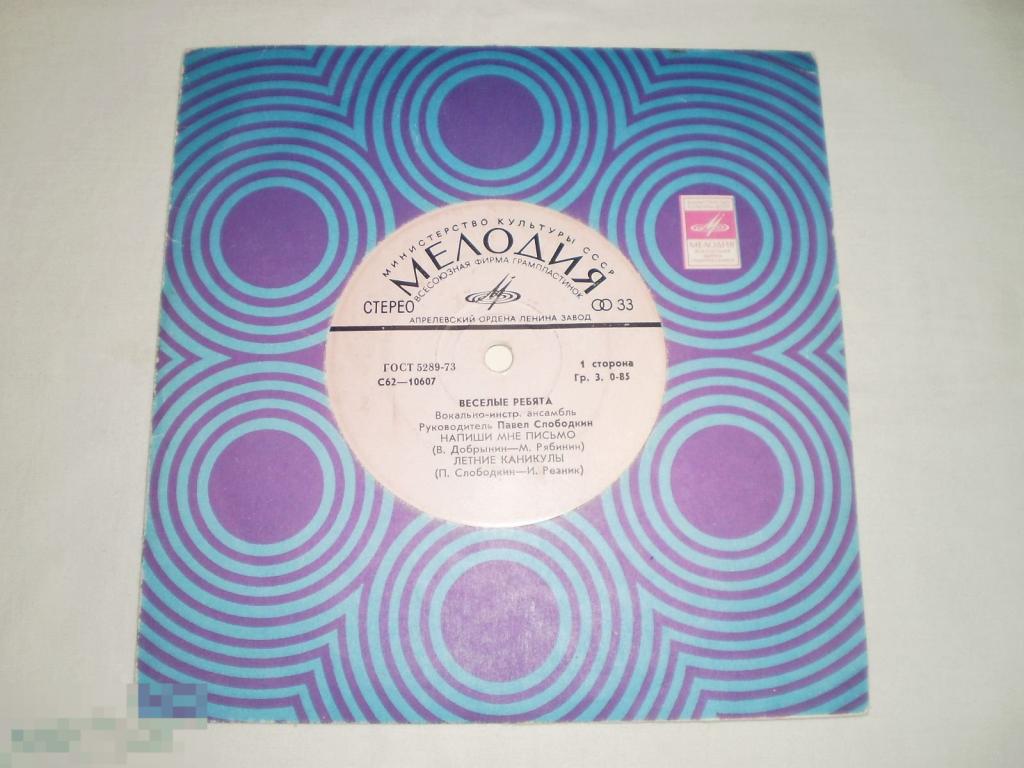 МИНИСТЕРСТВО КУЛЬТУРЫ СССР
МЕЛОДИЯ
ВСЕСОЮЗНАЯ ФИРМА ГРАМПЛАСТИНОК
СТЕРЕО
33
АПРЕЛЕВСКИЙ ОРДЕНА ЛЕНИНА ЗАВОД
ГОСТ 5289-73
1 сторона
С62—10607
Гр. 3. 0-85
ВЕСЕЛЫЕ РЕБЯТА
Вокально-инстр. ансамбль
Руководитель Павел Слободкин
НАПИШИ МНЕ ПИСЬМО
(В. Добрынин—М. Рябинин)
ЛЕТНИЕ КАНИКУЛЫ
(П. Слободкин—И. Резник)
МЕЛОДИЯ